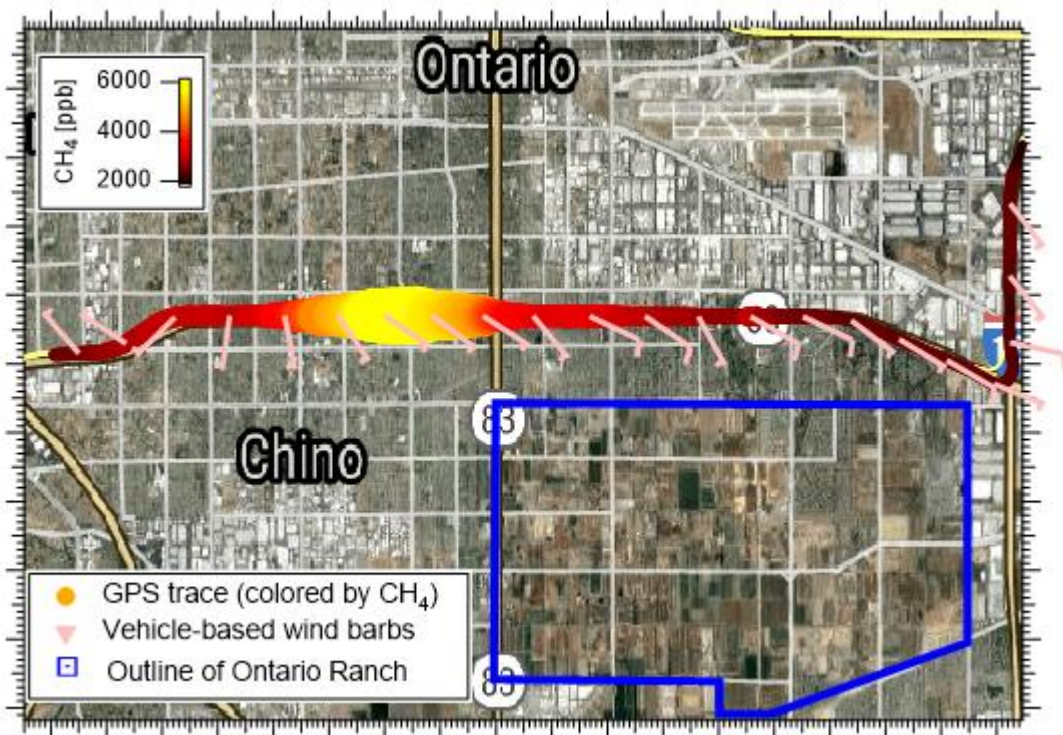 Ontario
6000
4000
2000
CH₄ [ppb]
83
Chino
GPS trace (colored by CH₄)
Vehicle-based wind barbs
Outline of Ontario Ranch
83